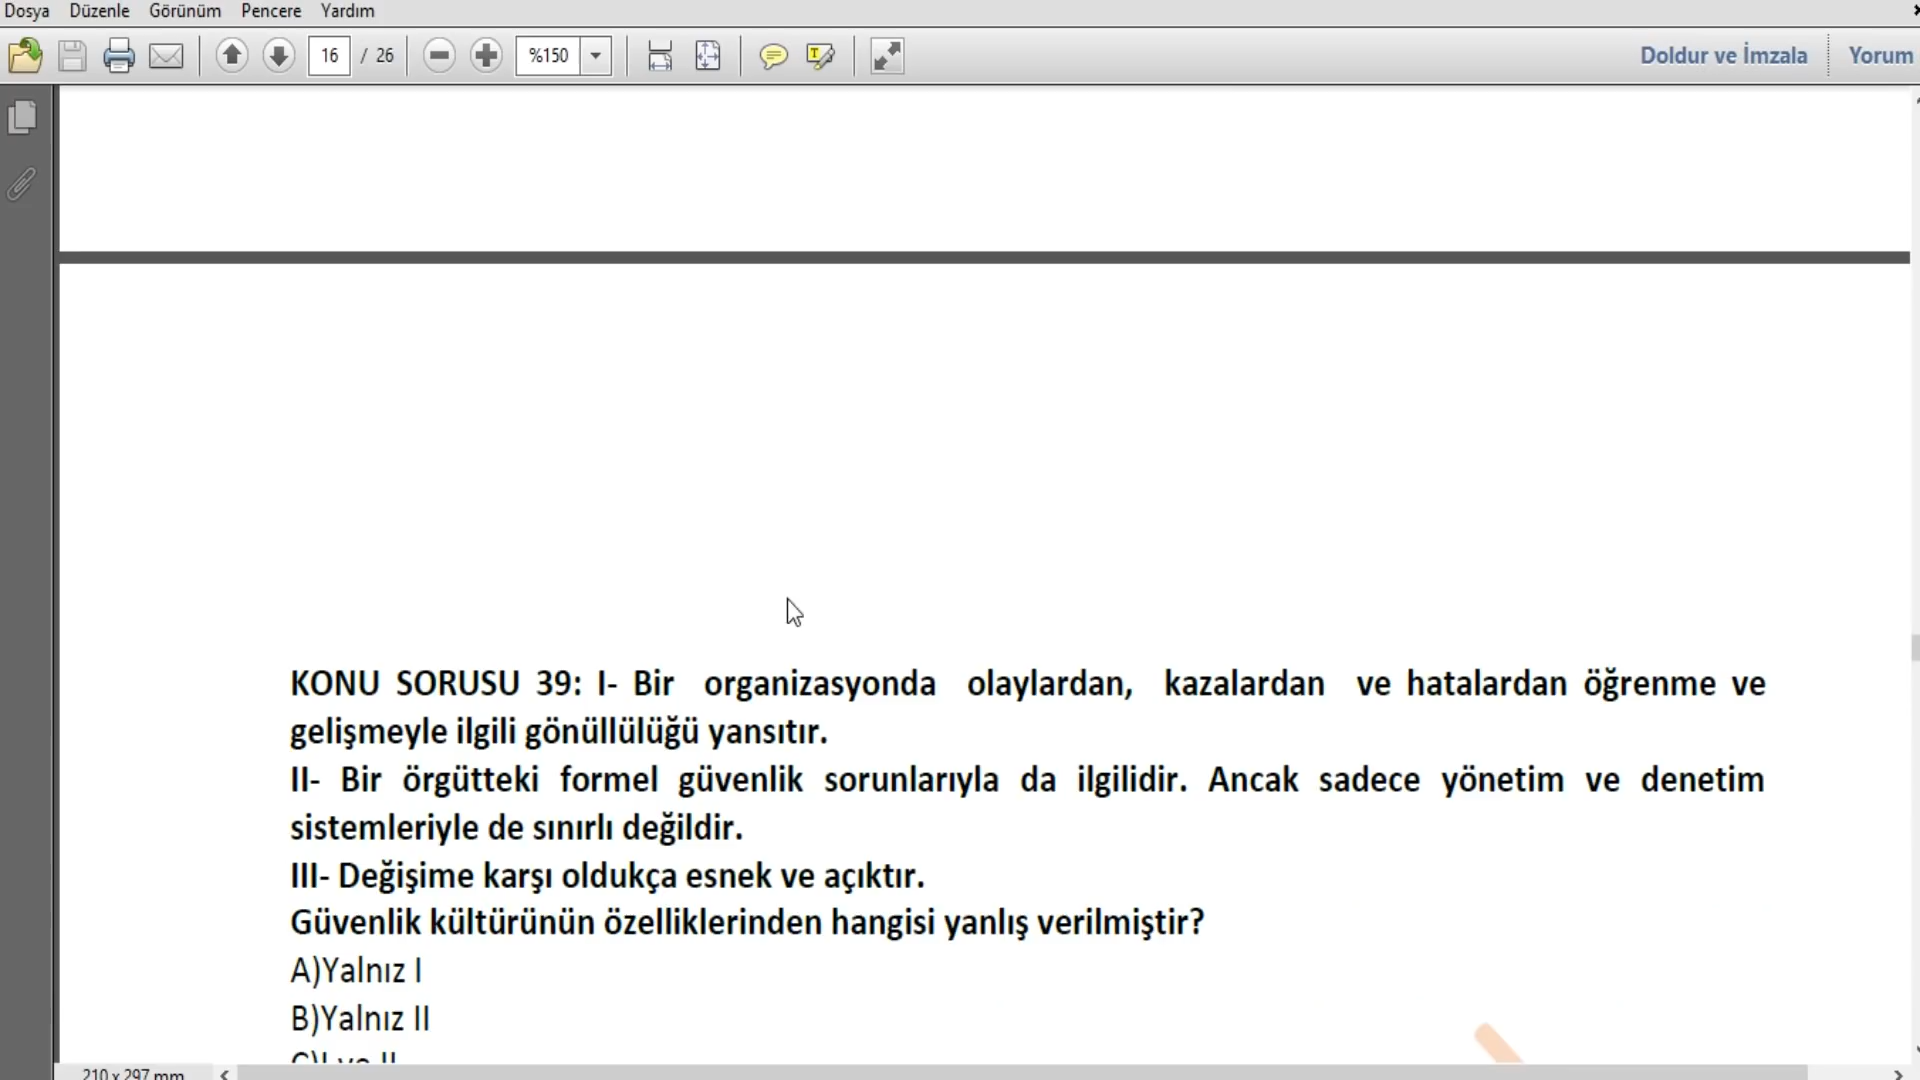 Dosya Düzenle Görünüm Pencere Yardım
16 / 26 %150 Doldur ve İmzala Yorum
KONU SORUSU 39: I- Bir organizasyonda olaylardan, kazalardan ve hatalardan öğrenme ve
gelişmeyle ilgili gönüllülüğü yansıtır.
II- Bir örgütteki formel güvenlik sorunlarıyla da ilgilidir. Ancak sadece yönetim ve denetim
sistemleriyle de sınırlı değildir.
III- Değişime karşı oldukça esnek ve açıktır.
Güvenlik kültürünün özelliklerinden hangisi yanlış verilmiştir?
A)Yalnız I
B)Yalnız II
C)I ve II
210 x 297 mm